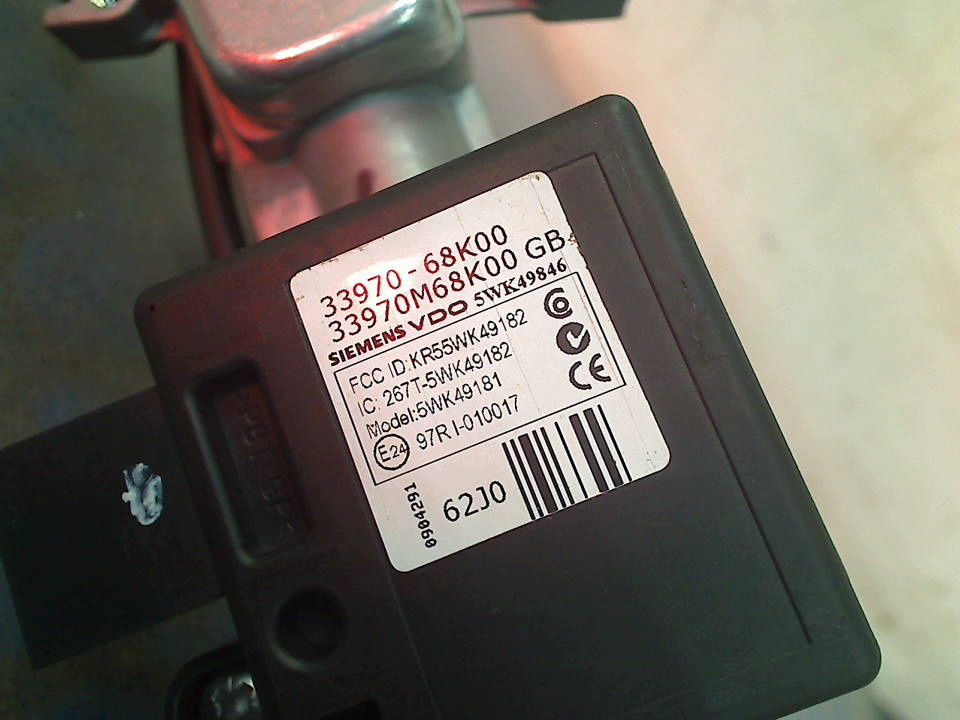 33970-68K00
33970M68K00 GB
SIEMENS VDO 5WK49846
FCC ID:KR55WK49182
IC: 267T-5WK49182
Model:5WK49181
E24 97R I-010017
CE
0904291
62J0